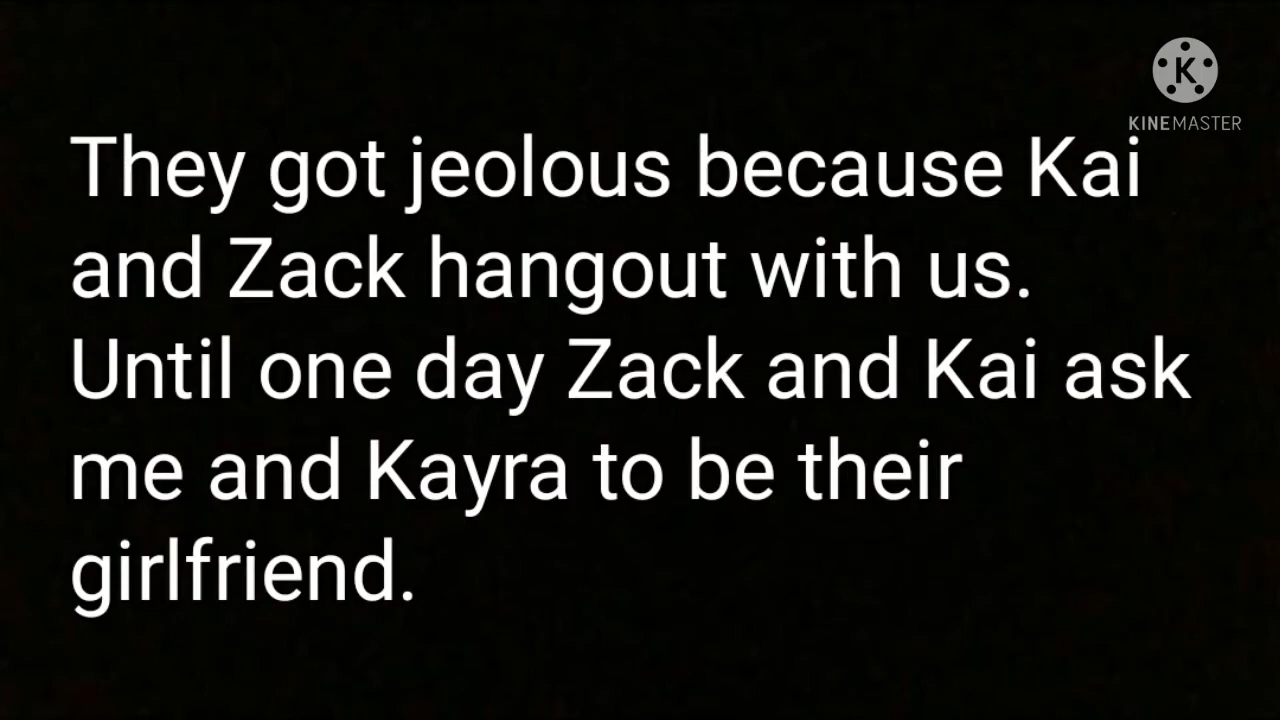 K
KINEMASTER
They got jeolous because Kai
and Zack hangout with us.
Until one day Zack and Kai ask
me and Kayra to be their
girlfriend.